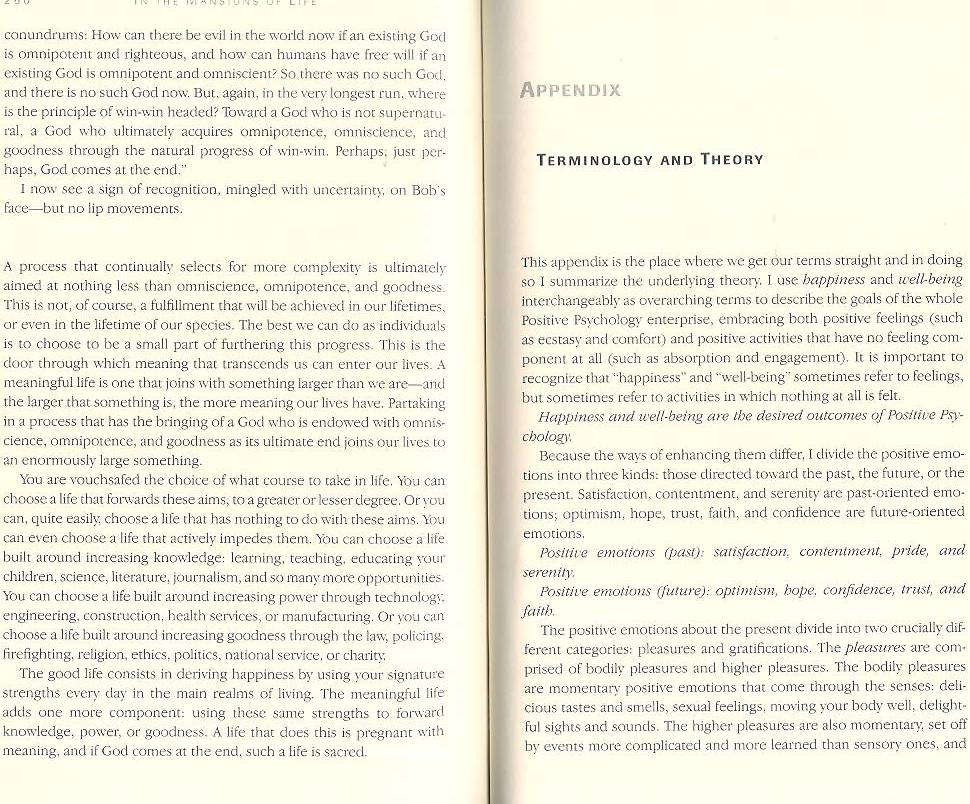 260 IN THE MANSIONS OF LIFE
conundrums: How can there be evil in the world now if an existing God
is omnipotent and righteous, and how can humans have free will if an
existing God is omnipotent and omniscient? So there was no such God,
and there is no such God now. But, again, in the very longest run, where
is the principle of win-win headed? Toward a God who is not supernatu-
ral, a God who ultimately acquires omnipotence, omniscience, and
goodness through the natural progress of win-win. Perhaps, just per-
haps, God comes at the end."
I now see a sign of recognition, mingled with uncertainty, on Bob's
face—but no lip movements.
A process that continually selects for more complexity is ultimately
aimed at nothing less than omniscience, omnipotence, and goodness.
This is not, of course, a fulfillment that will be achieved in our lifetimes,
or even in the lifetime of our species. The best we can do as individuals
is to choose to be a small part of furthering this progress. This is the
door through which meaning that transcends us can enter our lives. A
meaningful life is one that joins with something larger than we are—and
the larger that something is, the more meaning our lives have. Partaking
in a process that has the bringing of a God who is endowed with omnis-
cience, omnipotence, and goodness as its ultimate end joins our lives to
an enormously large something.
You are vouchsafed the choice of what course to take in life. You can
choose a life that forwards these aims, to a greater or lesser degree. Or you
can, quite easily, choose a life that has nothing to do with these aims. You
can even choose a life that actively impedes them. You can choose a life
built around increasing knowledge: learning, teaching, educating your
children, science, literature, journalism, and so many more opportunities.
You can choose a life built around increasing power through technology,
engineering, construction, health services, or manufacturing. Or you can
choose a life built around increasing goodness through the law, policing,
firefighting, religion, ethics, politics, national service, or charity.
The good life consists in deriving happiness by using your signature
strengths every day in the main realms of living. The meaningful life
adds one more component: using these same strengths to forward
knowledge, power, or goodness. A life that does this is pregnant with
meaning, and if God comes at the end, such a life is sacred.
APPENDIX
TERMINOLOGY AND THEORY
This appendix is the place where we get our terms straight and in doing
so I summarize the underlying theory. I use happiness and well-being
interchangeably as overarching terms to describe the goals of the whole
Positive Psychology enterprise, embracing both positive feelings (such
as ecstasy and comfort) and positive activities that have no feeling com-
ponent at all (such as absorption and engagement). It is important to
recognize that "happiness" and "well-being" sometimes refer to feelings,
but sometimes refer to activities in which nothing at all is felt.
Happiness and well-being are the desired outcomes of Positive Psy-
chology.
Because the ways of enhancing them differ, I divide the positive emo-
tions into three kinds: those directed toward the past, the future, or the
present. Satisfaction, contentment, and serenity are past-oriented emo-
tions; optimism, hope, trust, faith, and confidence are future-oriented
emotions.
Positive emotions (past): satisfaction, contentment, pride, and
serenity.
Positive emotions (future): optimism, hope, confidence, trust, and
faith.
The positive emotions about the present divide into two crucially dif-
ferent categories: pleasures and gratifications. The pleasures are com-
prised of bodily pleasures and higher pleasures. The bodily pleasures
are momentary positive emotions that come through the senses: deli-
cious tastes and smells, sexual feelings, moving your body well, delight-
ful sights and sounds. The higher pleasures are also momentary, set off
by events more complicated and more learned than sensory ones, and